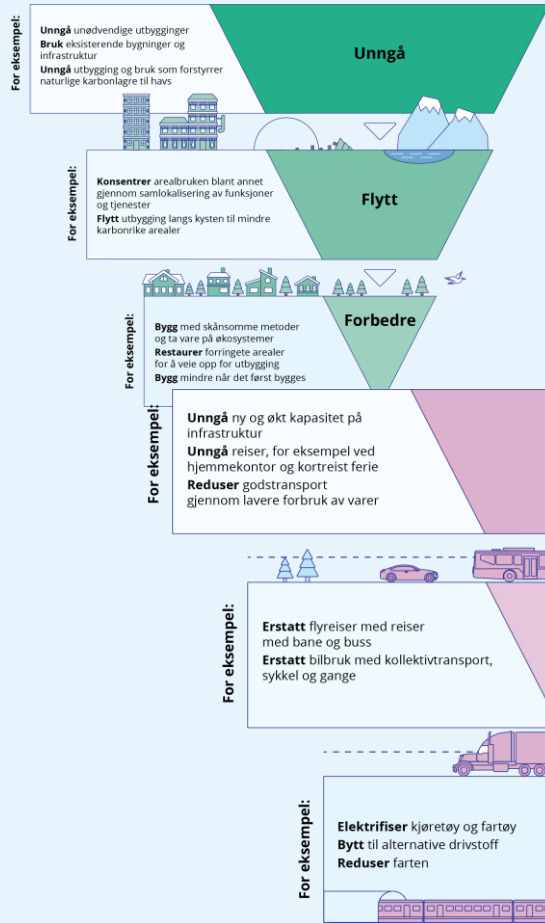 For eksempel:
Unngå unødvendige utbygginger
Bruk eksisterende bygninger og
infrastruktur
Unngå utbygging og bruk som forstyrrer
naturlige karbonlagre til havs
Unngå
For eksempel:
Konsentrer arealbruken blant annet
gjennom samlokalisering av funksjoner
og tjenester
Flytt utbygging langs kysten til mindre
karbonrike arealer
Flytt
For eksempel:
Bygg med skånsomme metoder
og ta vare på økosystemer
Restaurer forringete arealer
for å veie opp for utbygging
Bygg mindre når det først bygges
Forbedre
For eksempel:
Unngå ny og økt kapasitet på
infrastruktur
Unngå reiser, for eksempel ved
hjemmekontor og kortreist ferie
Reduser godstransport
gjennom lavere forbruk av varer
For eksempel:
Erstatt flyreiser med reiser
med bane og buss
Erstatt bilbruk med kollektivtransport,
sykkel og gange
For eksempel:
Elektrifiser kjøretøy og fartøy
Bytt til alternative drivstoff
Reduser farten